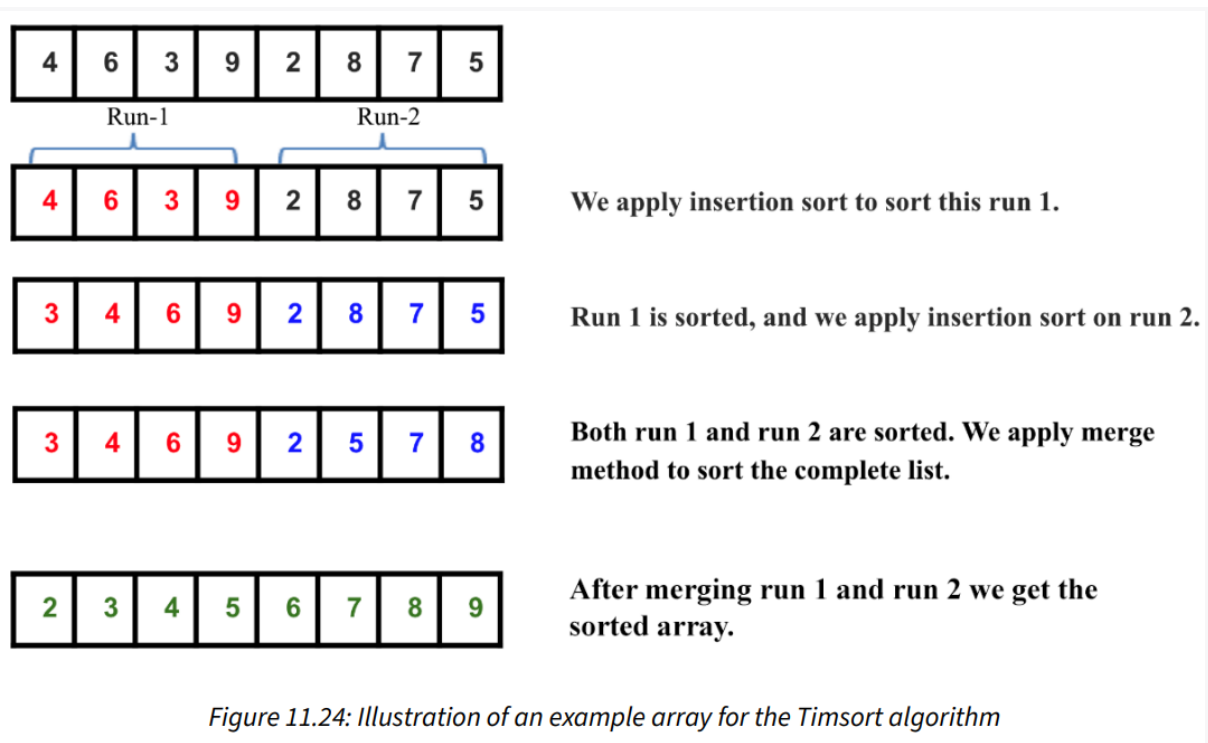 4 6 3 9 2 8 7 5
Run-1 Run-2
4 6 3 9 2 8 7 5
We apply insertion sort to sort this run 1.
3 4 6 9 2 8 7 5
Run 1 is sorted, and we apply insertion sort on run 2.
3 4 6 9 2 5 7 8
Both run 1 and run 2 are sorted. We apply merge
method to sort the complete list.
2 3 4 5 6 7 8 9
After merging run 1 and run 2 we get the
sorted array.
Figure 11.24: Illustration of an example array for the Timsort algorithm